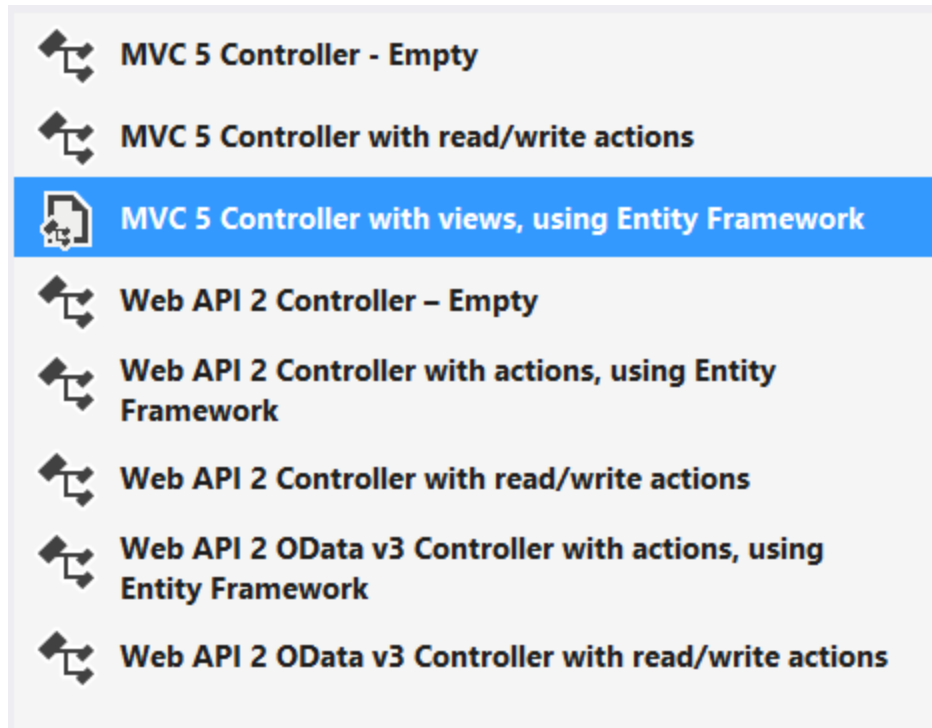 MVC 5 Controller - Empty
MVC 5 Controller with read/write actions
MVC 5 Controller with views, using Entity Framework
Web API 2 Controller – Empty
Web API 2 Controller with actions, using Entity
Framework
Web API 2 Controller with read/write actions
Web API 2 OData v3 Controller with actions, using
Entity Framework
Web API 2 OData v3 Controller with read/write actions